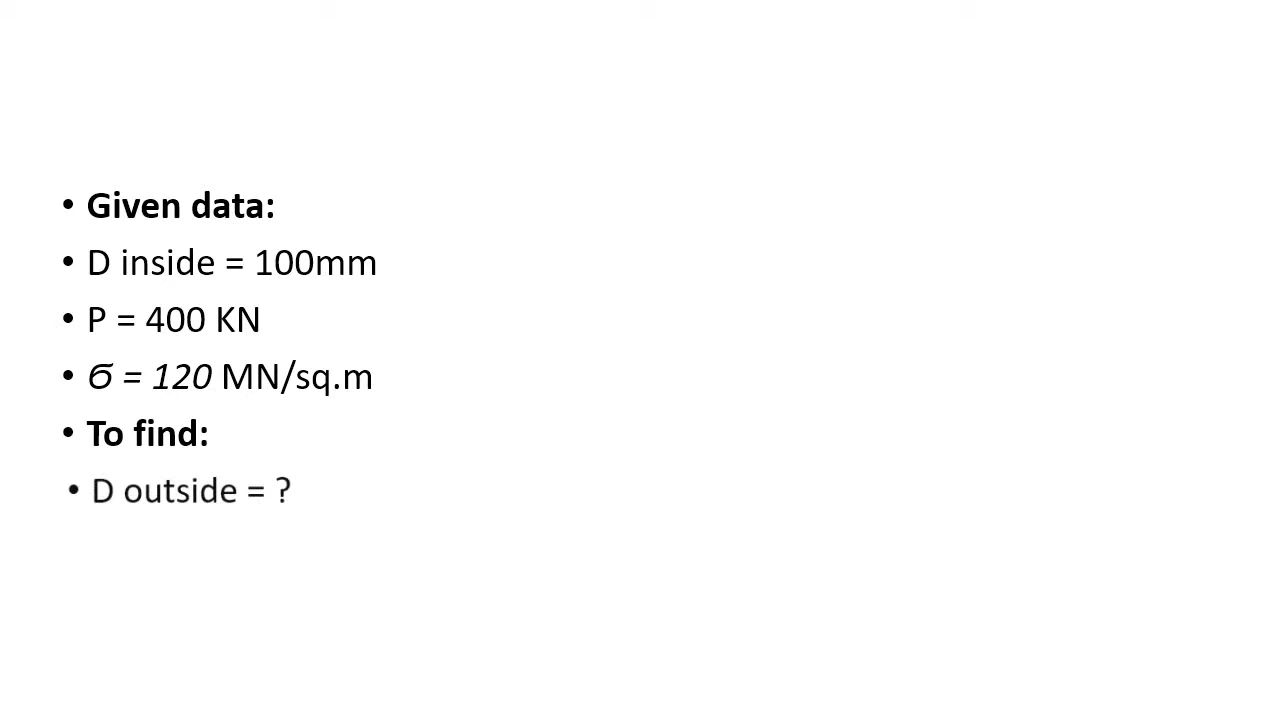 • Given data:
• D inside = 100mm
• P = 400 KN
• Ϭ = 120 MN/sq.m
• To find:
• D outside = ?